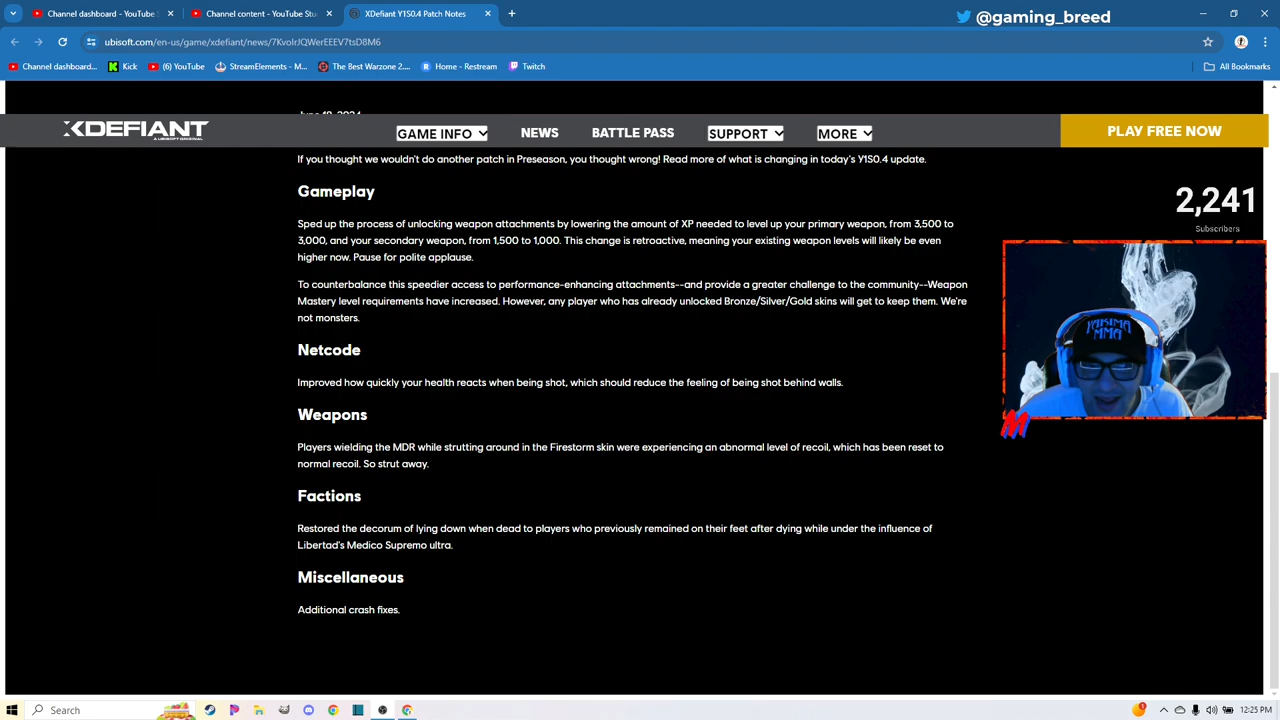 Channel dashboard - YouTube S
Channel content - YouTube Stu
XDefiant Y1S0.4 Patch Notes
@gaming_breed
ubisoft.com/en-us/game/xdefiant/news/7KvoIrJQWerEEEV7tsD8M6
Channel dashboard...
Kick
(6) YouTube
StreamElements - M...
The Best Warzone 2....
Home - Restream
Twitch
All Bookmarks
XDEFIANT
A UBISOFT ORIGINAL
GAME INFO
NEWS
BATTLE PASS
SUPPORT
MORE
PLAY FREE NOW
If you thought we wouldn't do another patch in Preseason, you thought wrong! Read more of what is changing in today's Y1S0.4 update.
2,241
Subscribers
Gameplay
Sped up the process of unlocking weapon attachments by lowering the amount of XP needed to level up your primary weapon, from 3,500 to
3,000, and your secondary weapon, from 1,500 to 1,000. This change is retroactive, meaning your existing weapon levels will likely be even
higher now. Pause for polite applause.
To counterbalance this speedier access to performance-enhancing attachments--and provide a greater challenge to the community--Weapon
Mastery level requirements have increased. However, any player who has already unlocked Bronze/Silver/Gold skins will get to keep them. We're
not monsters.
YAKIMA
MMA
Netcode
Improved how quickly your health reacts when being shot, which should reduce the feeling of being shot behind walls.
Weapons
Players wielding the MDR while strutting around in the Firestorm skin were experiencing an abnormal level of recoil, which has been reset to
normal recoil. So strut away.
Factions
Restored the decorum of lying down when dead to players who previously remained on their feet after dying while under the influence of
Libertad's Medico Supremo ultra.
Miscellaneous
Additional crash fixes.
Search
12:25 PM